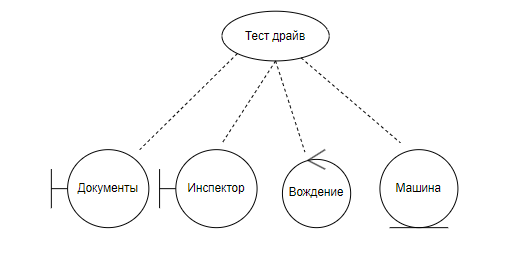 Тест драйв
Документы
Инспектор
Вождение
Машина